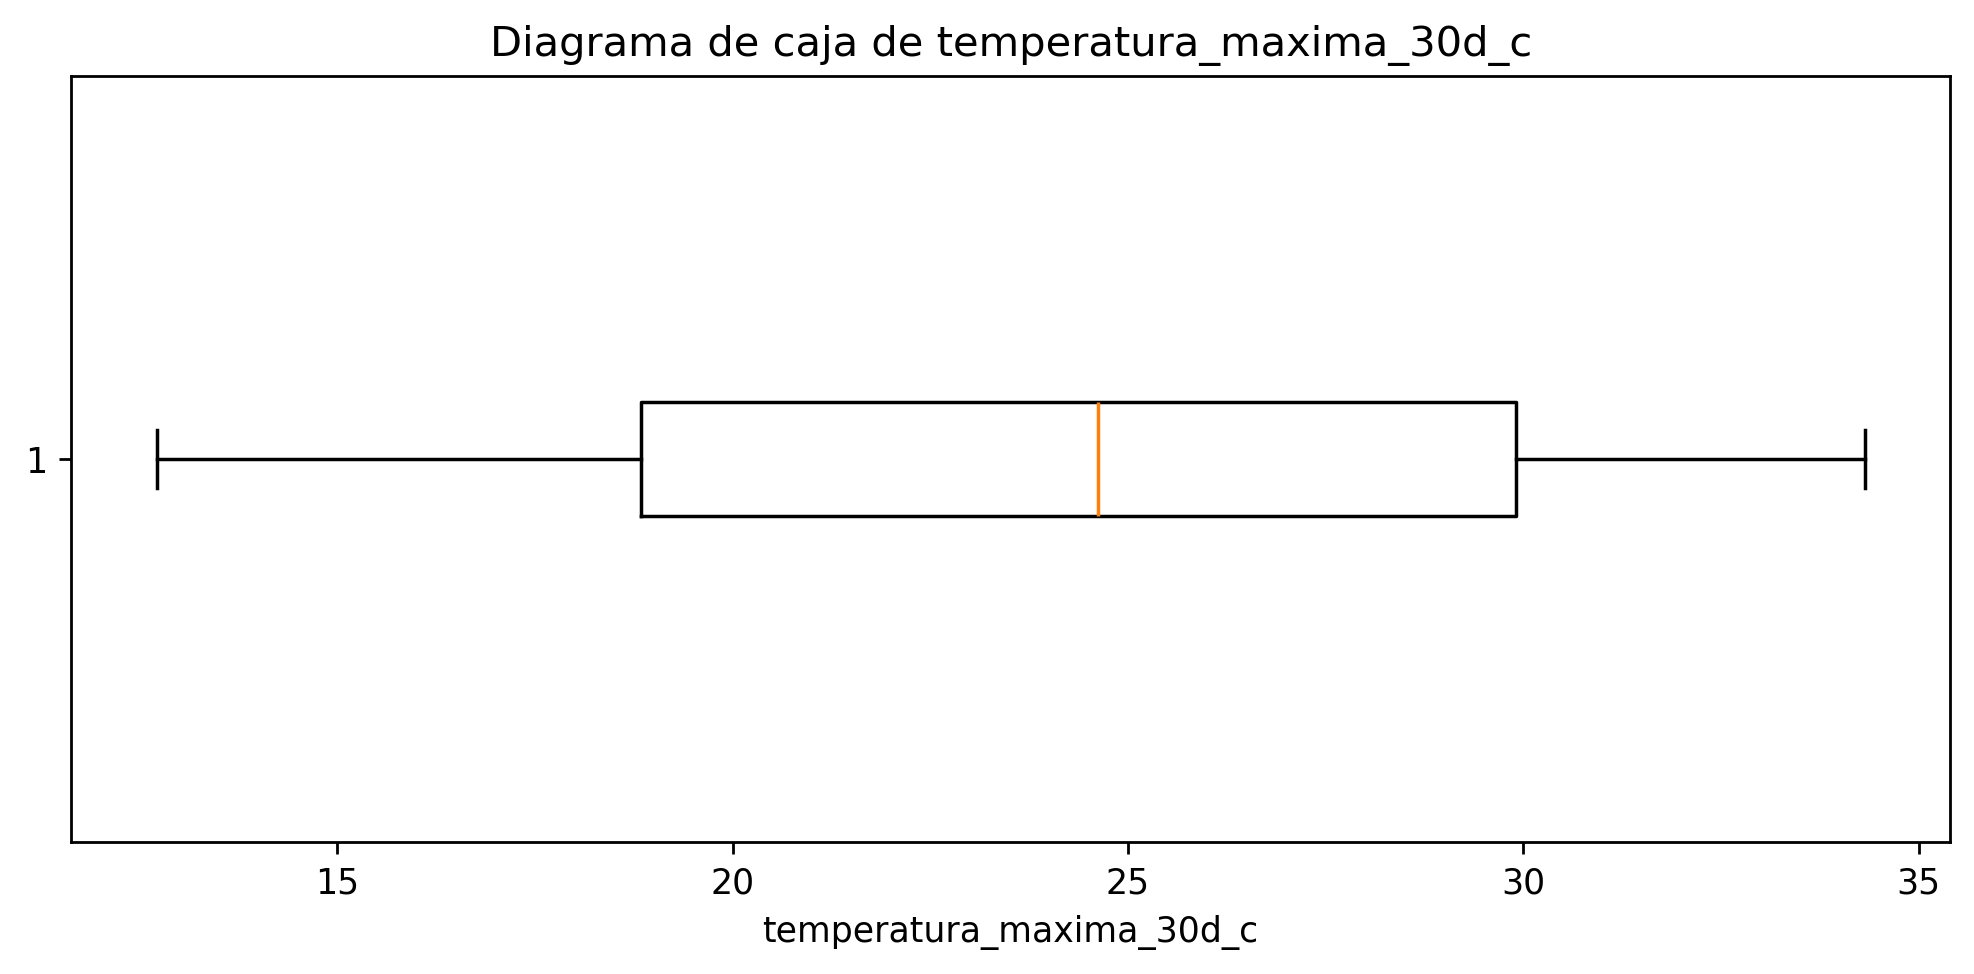 Diagrama de caja de temperatura_maxima_30d_c
1
15 20 25 30 35
temperatura_maxima_30d_c